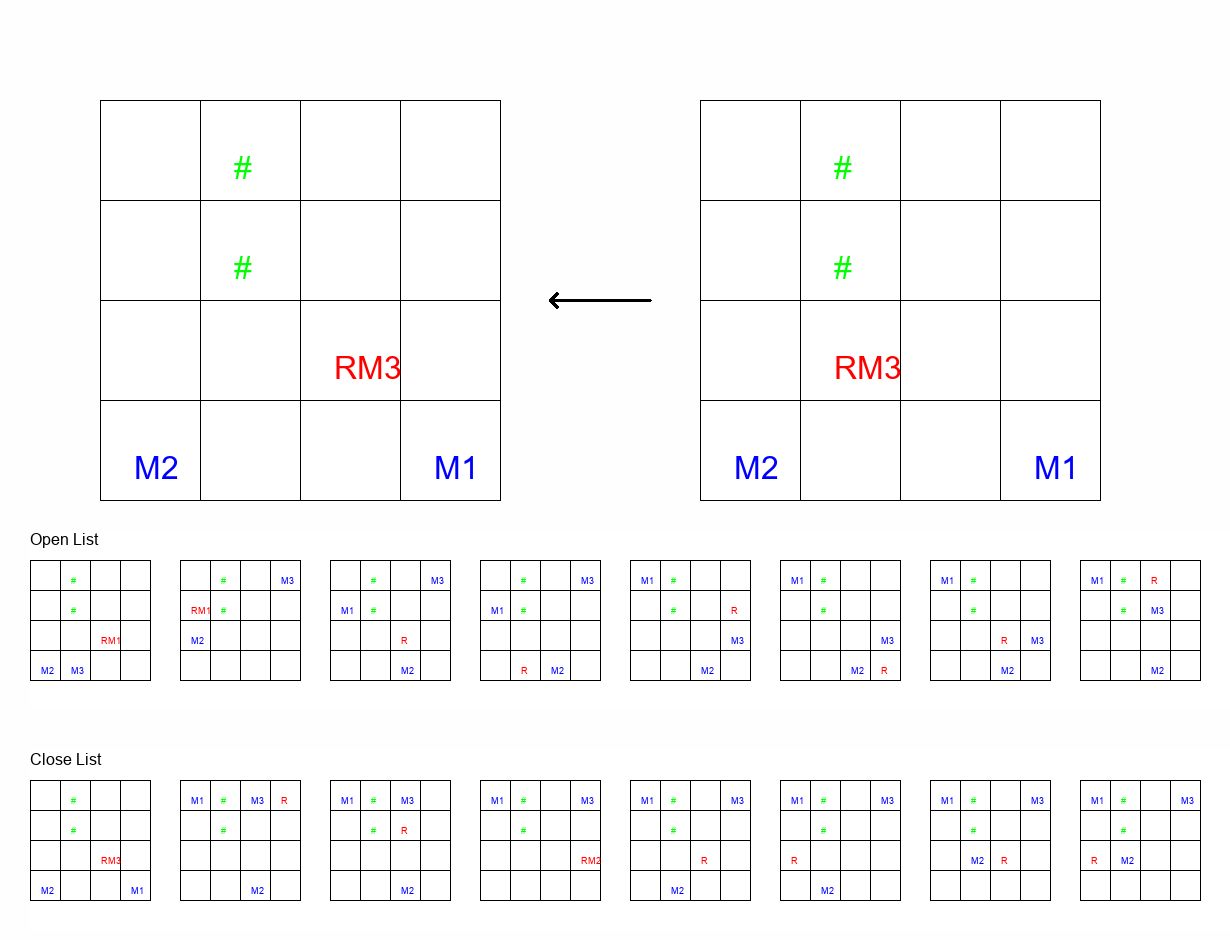 # #
# #
RM3 RM3
M2 M1 M2 M1
Open List
# # M3 # M3 # M3 M1 # M1 # M1 # M1 # R
# RM1 # M1 # M1 # # R # # # M3
RM1 M2 R M3 M3 R M3
M2 M3 M2 R M2 M2 M2 R M2 M2
Close List
# M1 # M3 R M1 # M3 M1 # M3 M1 # M3 M1 # M3 M1 # M3 M1 # M3
# # # R # # # # #
RM3 RM2 R R M2 R R M2
M2 M1 M2 M2 M2 M2